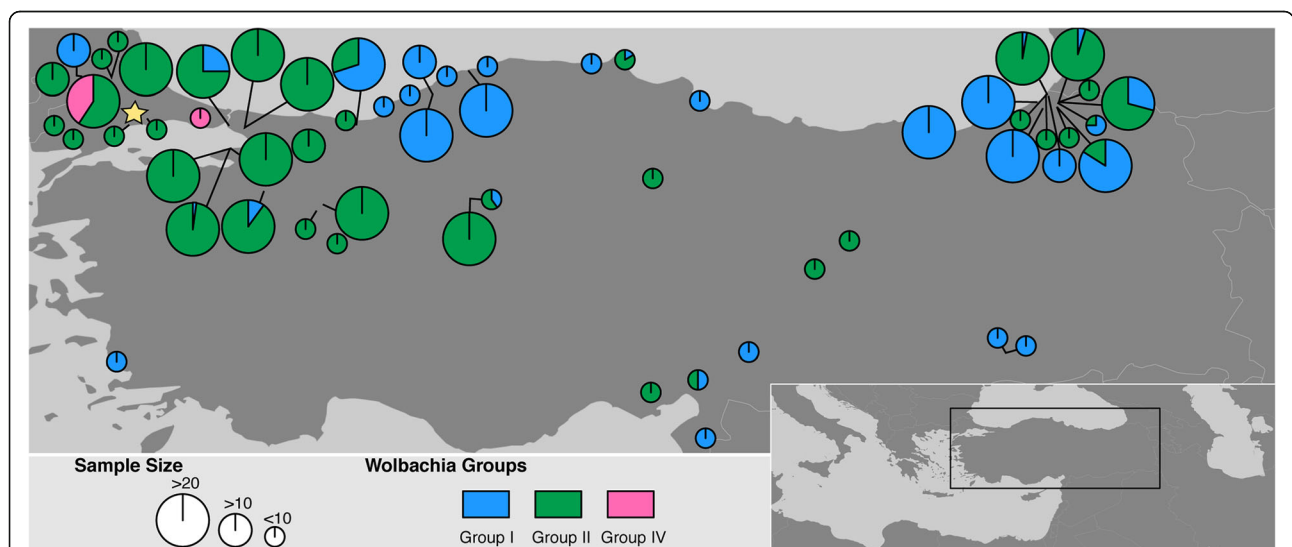 Sample Size
>20
>10
<10
Wolbachia Groups
Group I
Group II
Group IV